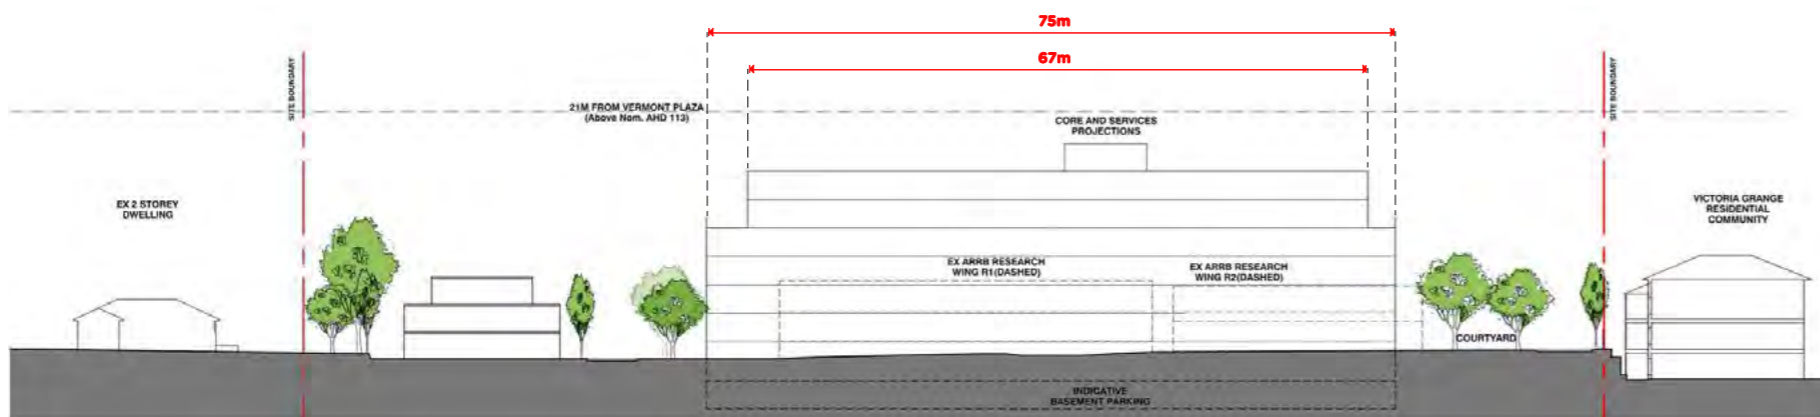 75m
67m
SITE BOUNDARY
21M FROM VERMONT PLAZA
(Above Nom. AHD 113)
SITE BOUNDARY
CORE AND SERVICES
PROJECTIONS
EX 2 STOREY
DWELLING
VICTORIA GRANGE
RESIDENTIAL
COMMUNITY
EX ARRB RESEARCH
WING R1(DASHED)
EX ARRB RESEARCH
WING R2(DASHED)
COURTYARD
INDICATIVE
BASEMENT PARKING